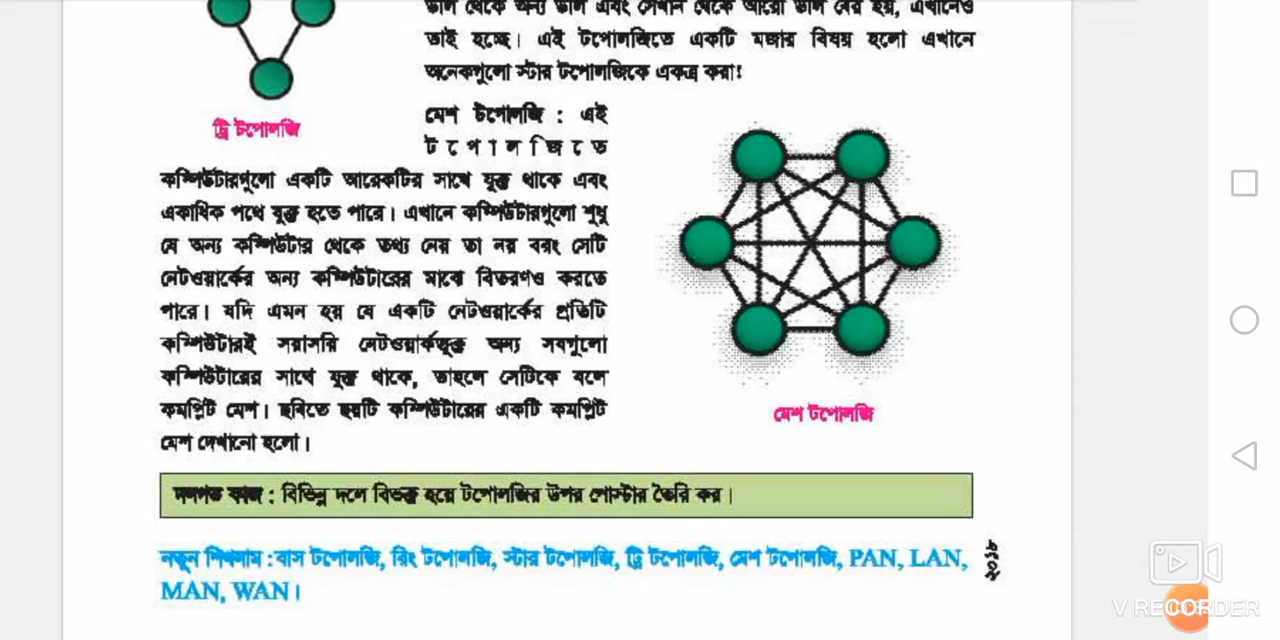 ডাল থেকে অন্য ডাল এবং সেখান থেকে আরো ডাল বের হয়, এখানেও
তাই হচ্ছে। এই টপোলজিতে একটি মজার বিষয় হলো এখানে
অনেকগুলো স্টার টপোলজিকে একত্র করা!
ট্রি টপোলজি
মেশ টপোলজি : এই
টপোলজিতে
কম্পিউটারগুলো একটি আরেকটির সাথে যুক্ত থাকে এবং
একাধিক পথে যুক্ত হতে পারে। এখানে কম্পিউটারগুলো শুধু
যে অন্য কম্পিউটার থেকে তথ্য নেয় তা নয় বরং সেটি
নেটওয়ার্কের অন্য কম্পিউটারের মাঝে বিতরণও করতে
পারে। যদি এমন হয় যে একটি নেটওয়ার্কের প্রতিটি
কম্পিউটারই সরাসরি নেটওয়ার্কভুক্ত অন্য সবগুলো
কম্পিউটারের সাথে যুক্ত থাকে, তাহলে সেটিকে বলে
কমপ্লিট মেশ। ছবিতে ছয়টি কম্পিউটারের একটি কমপ্লিট
মেশ দেখানো হলো।
মেশ টপোলজি
দলগত কাজ : বিভিন্ন দলে বিভক্ত হয়ে টপোলজির উপর পোস্টার তৈরি কর।
নতুন শিখলাম : বাস টপোলজি, রিং টপোলজি, স্টার টপোলজি, ট্রি টপোলজি, মেশ টপোলজি, PAN, LAN,
MAN, WAN।
২০১৮
V RECORDER